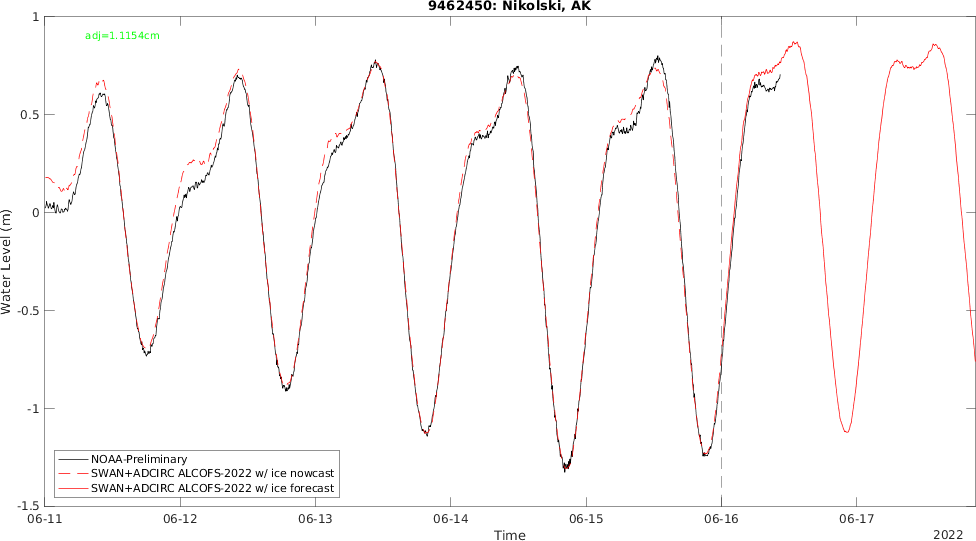 9462450: Nikolski, AK
adj=1.1154cm
1
0.5
0
-0.5
-1
-1.5
Water Level (m)
NOAA-Preliminary
SWAN+ADCIRC ALCOFS-2022 w/ ice nowcast
SWAN+ADCIRC ALCOFS-2022 w/ ice forecast
06-11 06-12 06-13 06-14 06-15 06-16 06-17
Time
2022